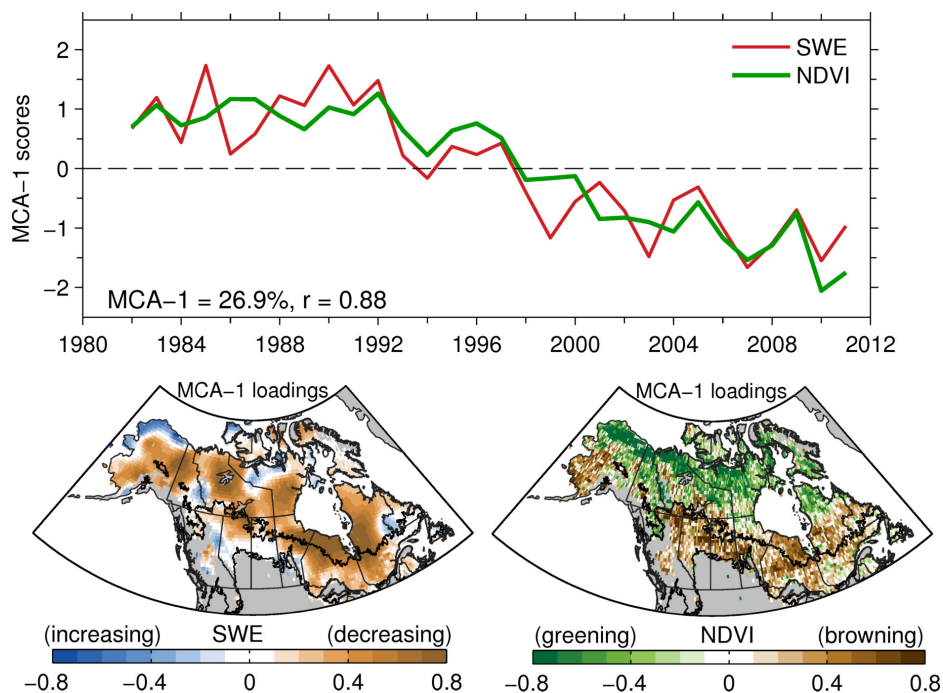 2
1
0
−1
−2
MCA−1 scores
SWE
NDVI
MCA−1 = 26.9%, r = 0.88
1980 1984 1988 1992 1996 2000 2004 2008 2012
MCA−1 loadings
(increasing) SWE (decreasing)
−0.8 −0.4 0 0.4 0.8
MCA−1 loadings
(greening) NDVI (browning)
−0.8 −0.4 0 0.4 0.8